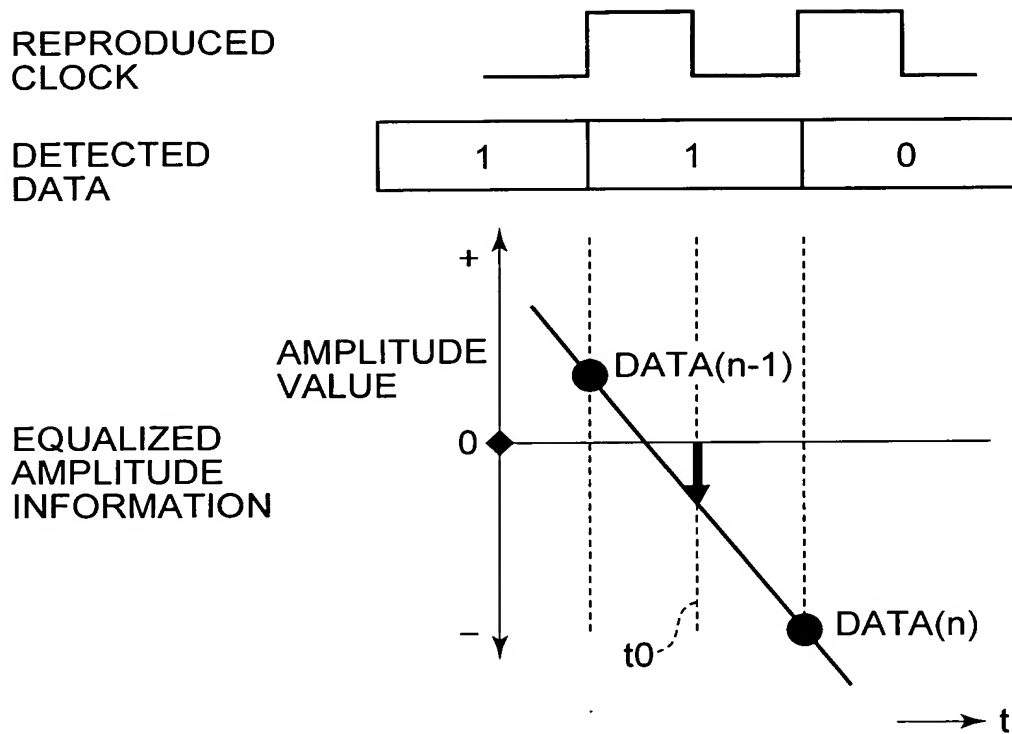 REPRODUCED
CLOCK
DETECTED
DATA
1 1 0
+
AMPLITUDE
VALUE
DATA(n-1)
EQUALIZED
AMPLITUDE
INFORMATION
0
–
t0
DATA(n)
t